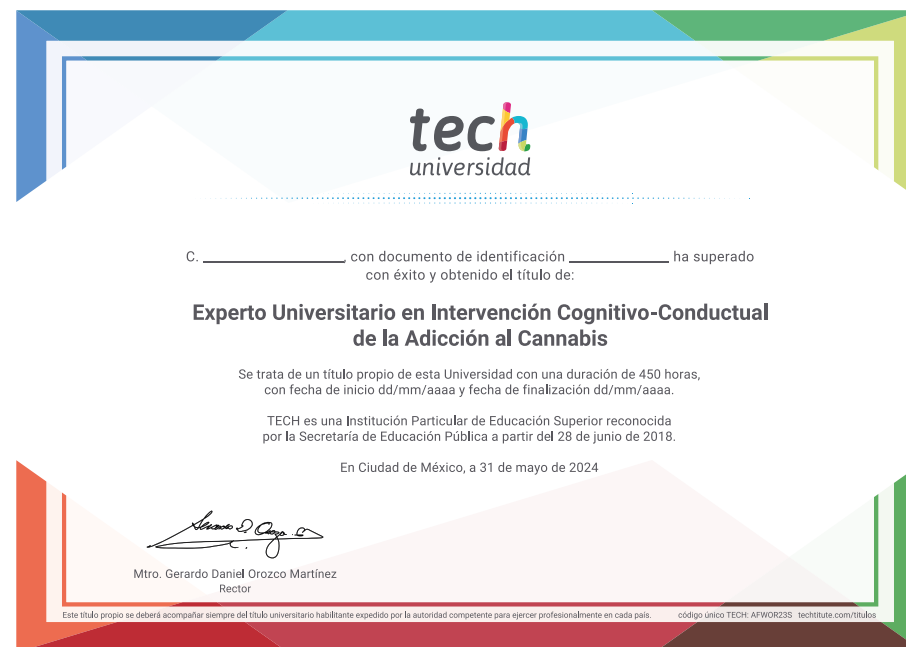 tech
universidad
C. ____________________, con documento de identificación ______________ ha superado
con éxito y obtenido el título de:
Experto Universitario en Intervención Cognitivo-Conductual
de la Adicción al Cannabis
Se trata de un título propio de esta Universidad con una duración de 450 horas,
con fecha de inicio dd/mm/aaaa y fecha de finalización dd/mm/aaaa.
TECH es una Institución Particular de Educación Superior reconocida
por la Secretaría de Educación Pública a partir del 28 de junio de 2018.
En Ciudad de México, a 31 de mayo de 2024
Mtro. Gerardo Daniel Orozco Martínez
Rector
Este título propio se deberá acompañar siempre del título universitario habilitante expedido por la autoridad competente para ejercer profesionalmente en cada país. código único TECH: AFWOR23S techtitute.com/titulos